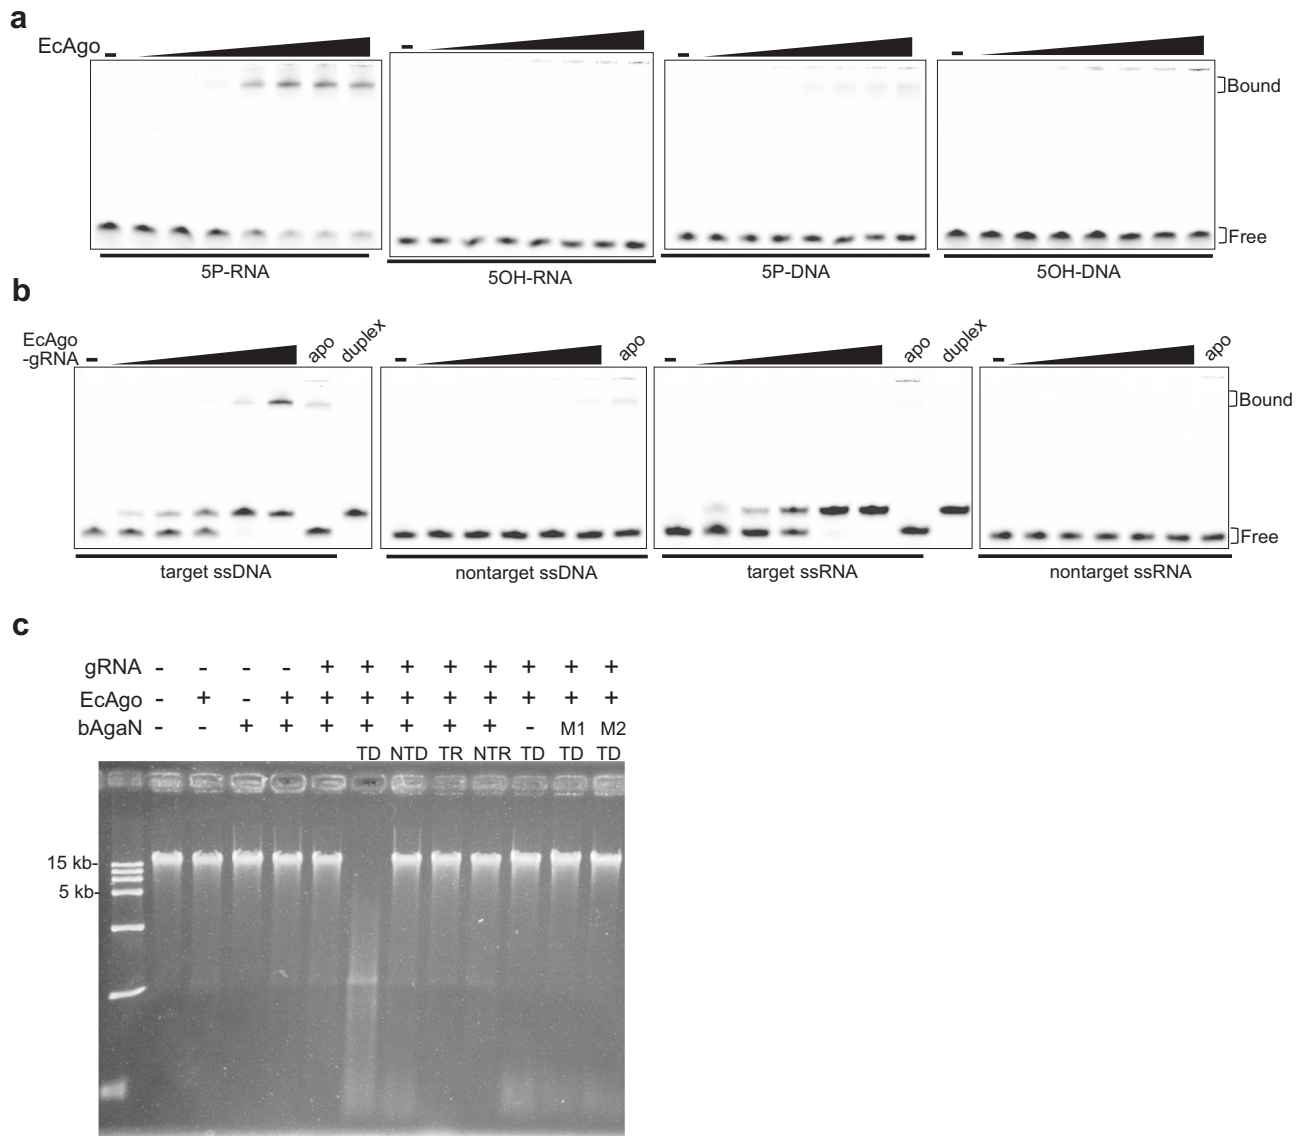 a
EcAgo -
-
-
-
Bound
Free
5P-RNA
5OH-RNA
5P-DNA
5OH-DNA
b
EcAgo
-gRNA - apo duplex
- apo
- apo duplex
- apo
Bound
Free
target ssDNA
nontarget ssDNA
target ssRNA
nontarget ssRNA
c
gRNA - - - - + + + + + + + +
EcAgo - + - + + + + + + + + +
bAgaN - - + + + + + + + - M1 M2
TD NTD TR NTR TD TD TD
15 kb-
5 kb-